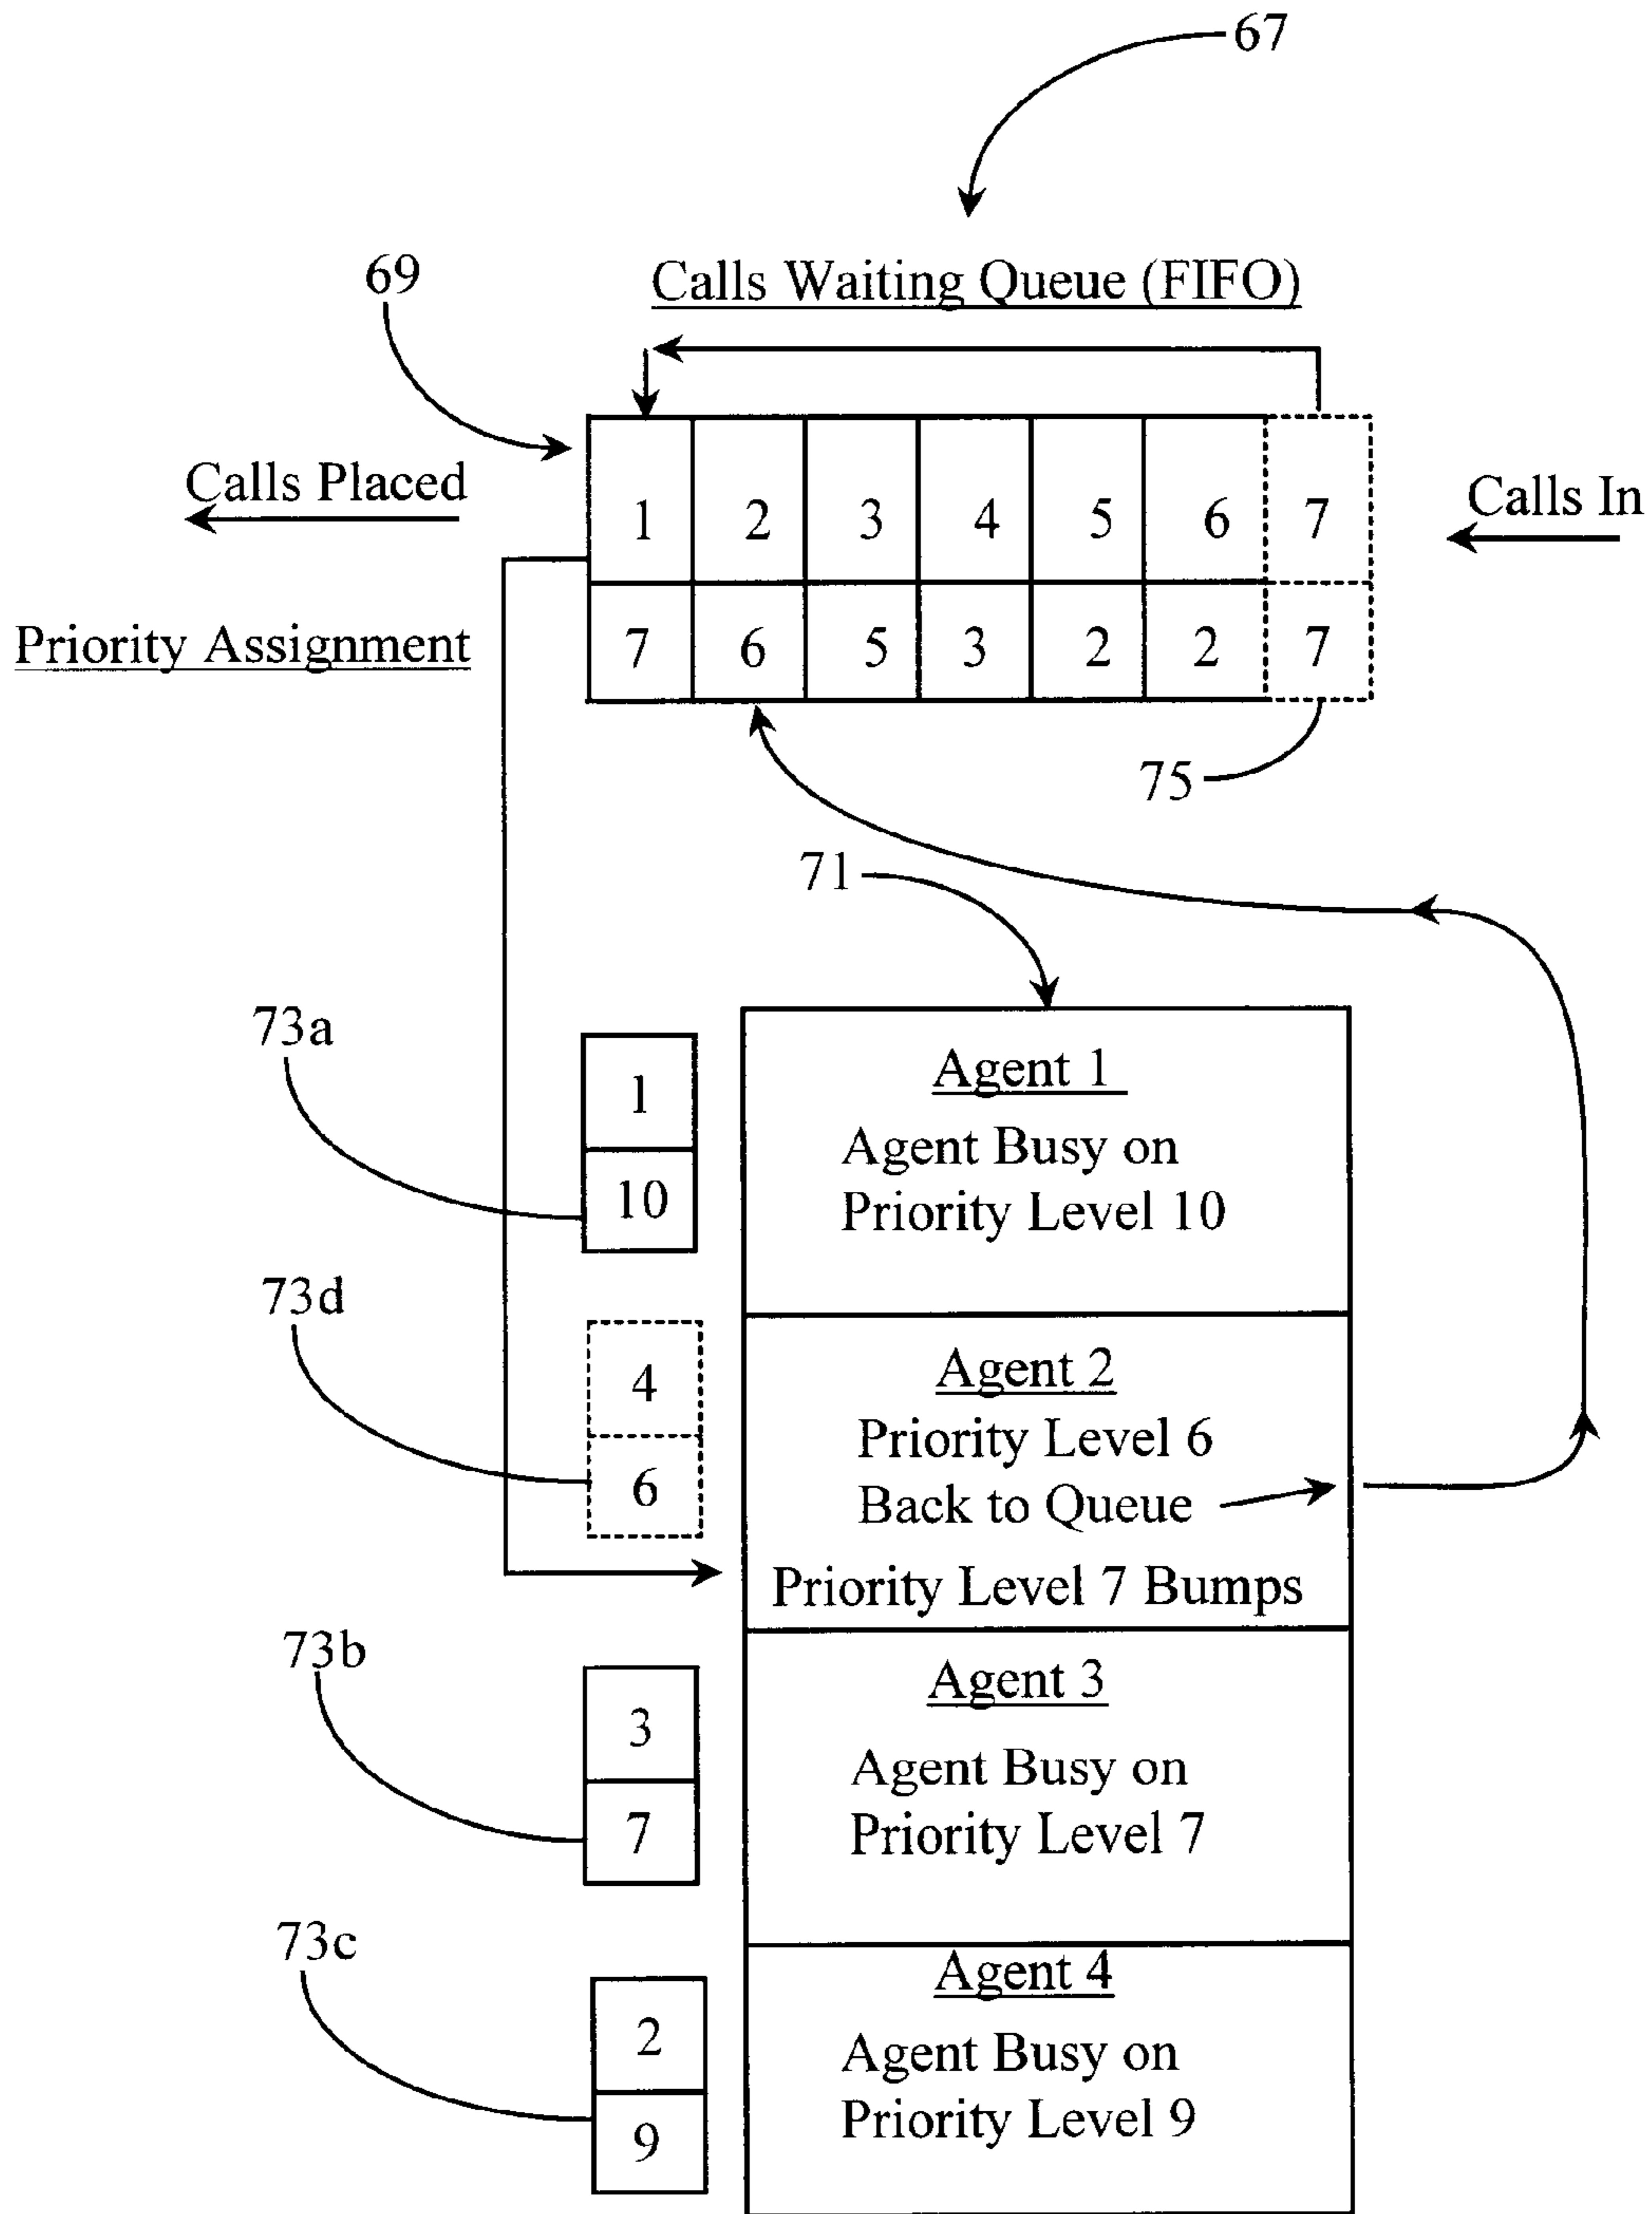 67
69
Calls Waiting Queue (FIFO)
Calls Placed
Calls In
1 2 3 4 5 6 7
Priority Assignment
7 6 5 3 2 2 7
75
71
73a
1
10
Agent 1
Agent Busy on
Priority Level 10
73d
4
6
Agent 2
Priority Level 6
Back to Queue
Priority Level 7 Bumps
73b
3
7
Agent 3
Agent Busy on
Priority Level 7
73c
2
9
Agent 4
Agent Busy on
Priority Level 9